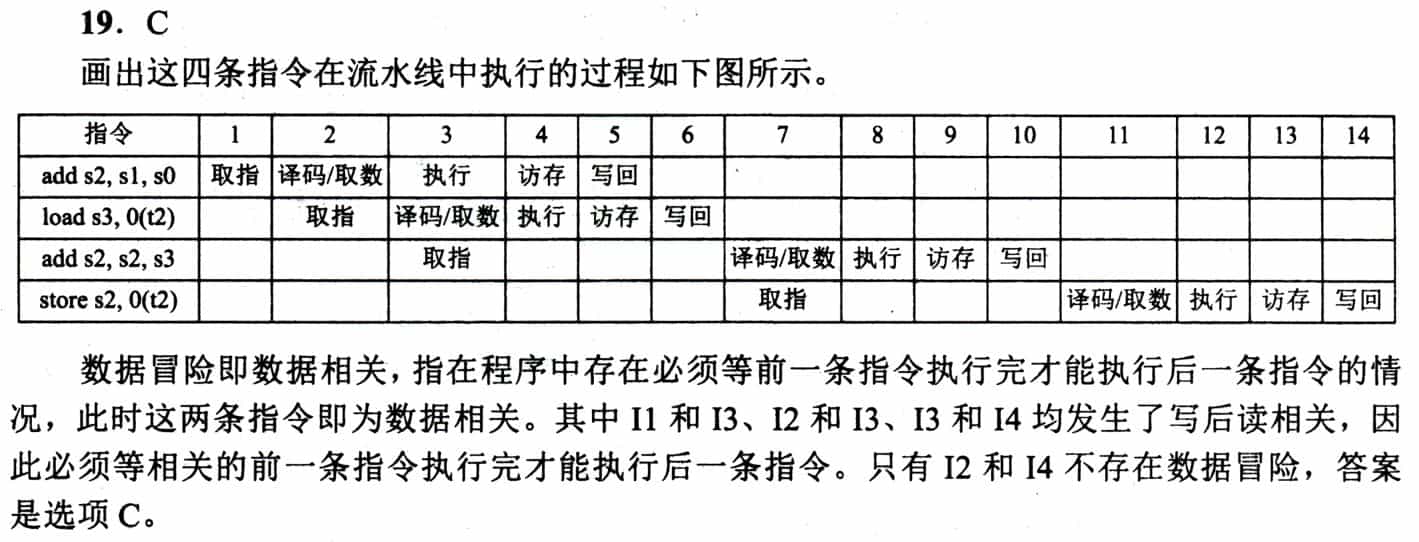 19. C
画出这四条指令在流水线中执行的过程如下图所示。
指令 1 2 3 4 5 6 7 8 9 10 11 12 13 14
add s2, s1, s0 取指 译码/取数 执行 访存 写回
load s3, 0(t2) 取指 译码/取数 执行 访存 写回
add s2, s2, s3 取指 译码/取数 执行 访存 写回
store s2, 0(t2) 取指 译码/取数 执行 访存 写回
数据冒险即数据相关，指在程序中存在必须等前一条指令执行完才能执行后一条指令的情
况，此时这两条指令即为数据相关。其中 I1 和 I3、I2 和 I3、I3 和 I4 均发生了写后读相关，因
此必须等相关的前一条指令执行完才能执行后一条指令。只有 I2 和 I4 不存在数据冒险，答案
是选项 C。